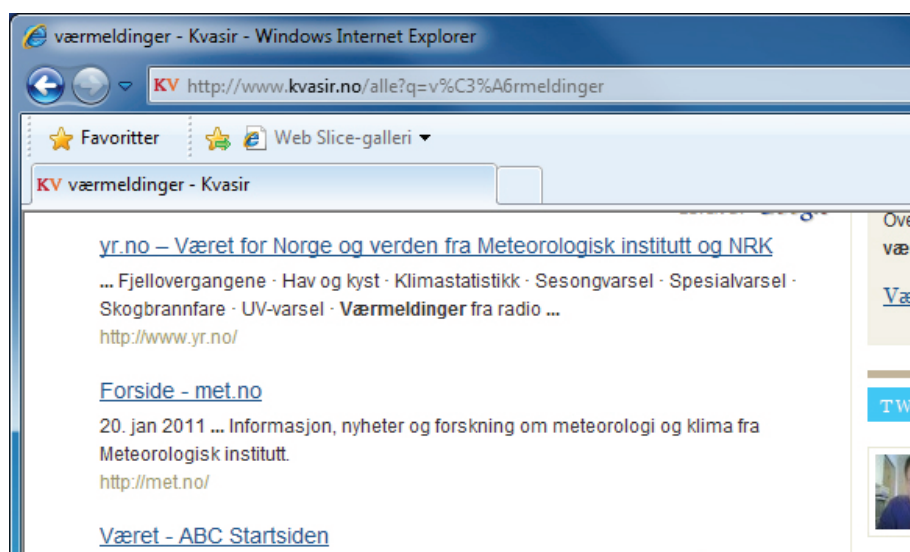 værmeldinger - Kvasir - Windows Internet Explorer
KV http://www.kvasir.no/alle?q=v%C3%A6rmeldinger
Favoritter Web Slice-galleri
KV værmeldinger - Kvasir
yr.no – Været for Norge og verden fra Meteorologisk institutt og NRK
... Fjellovergangene · Hav og kyst · Klimastatistikk · Sesongvarsel · Spesialvarsel ·
Skogbrannfare · UV-varsel · Værmeldinger fra radio ...
http://www.yr.no/
Forside - met.no
20. jan 2011 ... Informasjon, nyheter og forskning om meteorologi og klima fra
Meteorologisk institutt.
http://met.no/
Været - ABC Startsiden